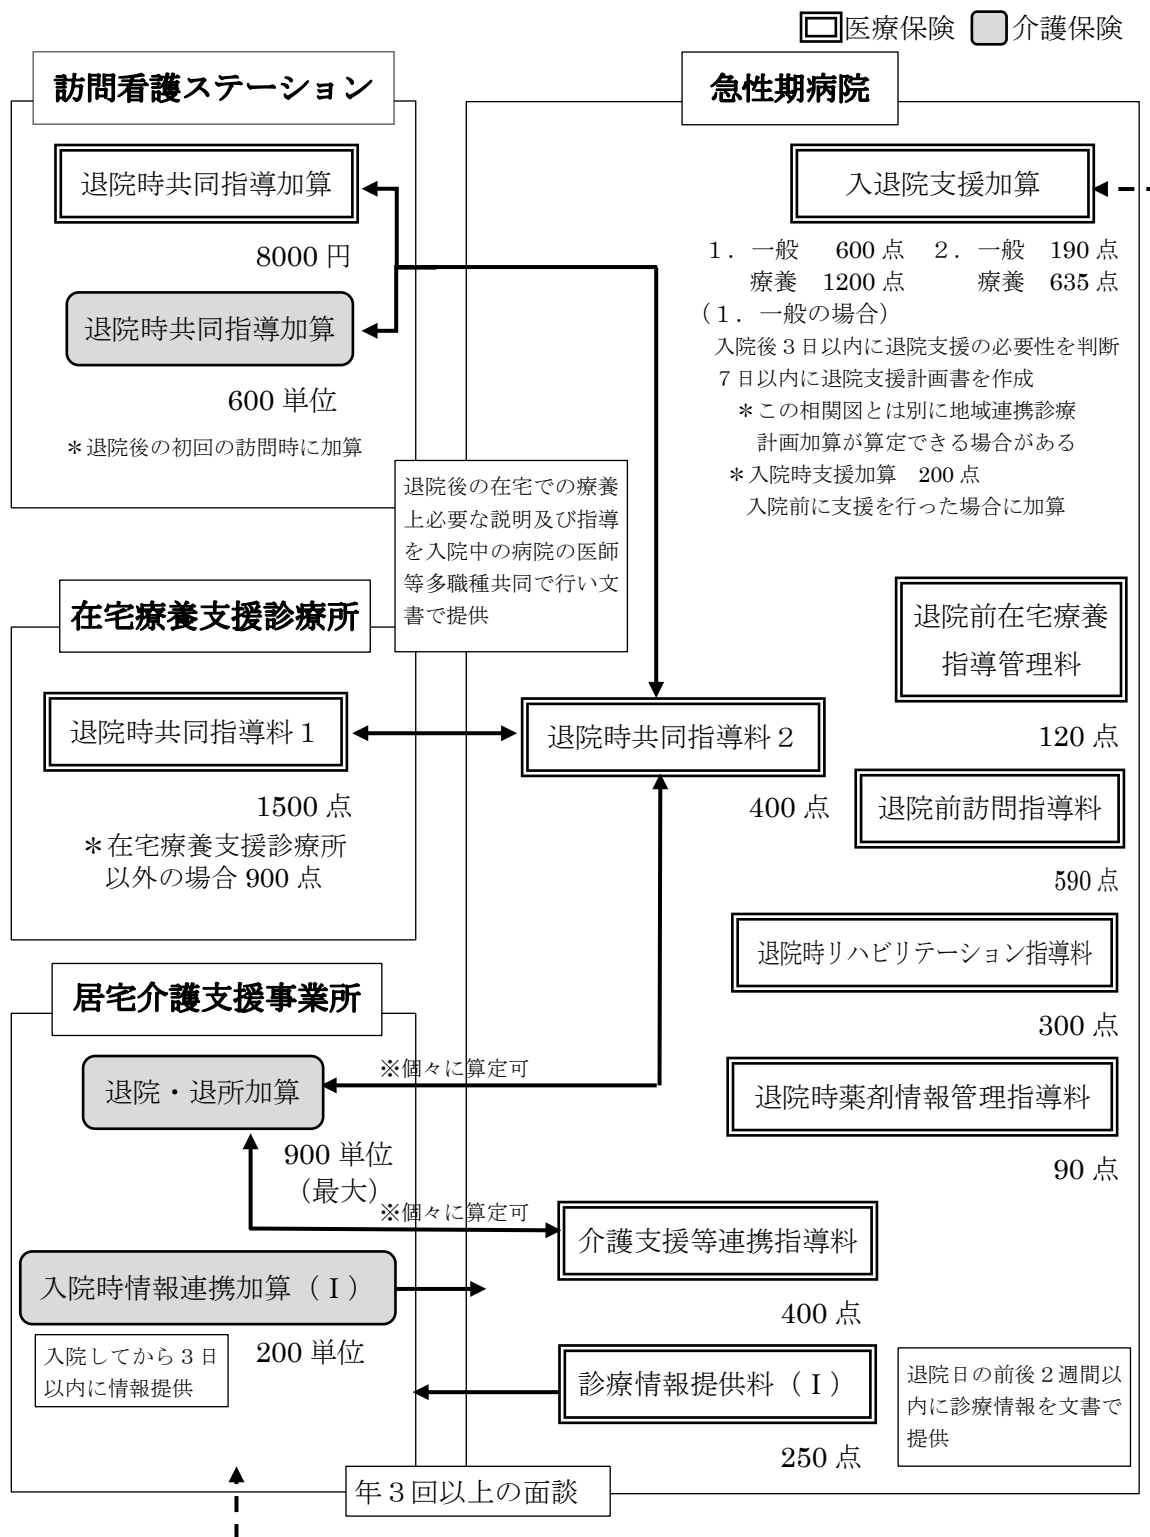 医療保険 介護保険
訪問看護ステーション
退院時共同指導加算
8000 円
退院時共同指導加算
600 単位
＊退院後の初回の訪問時に加算
急性期病院
入退院支援加算
１．一般 600 点 ２．一般 190 点
療養 1200 点 療養 635 点
（１．一般の場合）
入院後３日以内に退院支援の必要性を判断
７日以内に退院支援計画書を作成
＊この相関図とは別に地域連携診療
計画加算が算定できる場合がある
＊入院時支援加算 200 点
入院前に支援を行った場合に加算
退院後の在宅での療養
上必要な説明及び指導
を入院中の病院の医師
等多職種共同で行い文
書で提供
在宅療養支援診療所
退院時共同指導料１
1500 点
＊在宅療養支援診療所
以外の場合 900 点
退院時共同指導料２
400 点
退院前在宅療養
指導管理料
120 点
退院前訪問指導料
590 点
退院時リハビリテーション指導料
300 点
退院時薬剤情報管理指導料
90 点
居宅介護支援事業所
退院・退所加算
※個々に算定可
900 単位
（最大）
※個々に算定可
介護支援等連携指導料
400 点
入院時情報連携加算（Ⅰ）
200 単位
入院してから３日
以内に情報提供
診療情報提供料（Ⅰ）
250 点
退院日の前後２週間以
内に診療情報を文書で
提供
年３回以上の面談